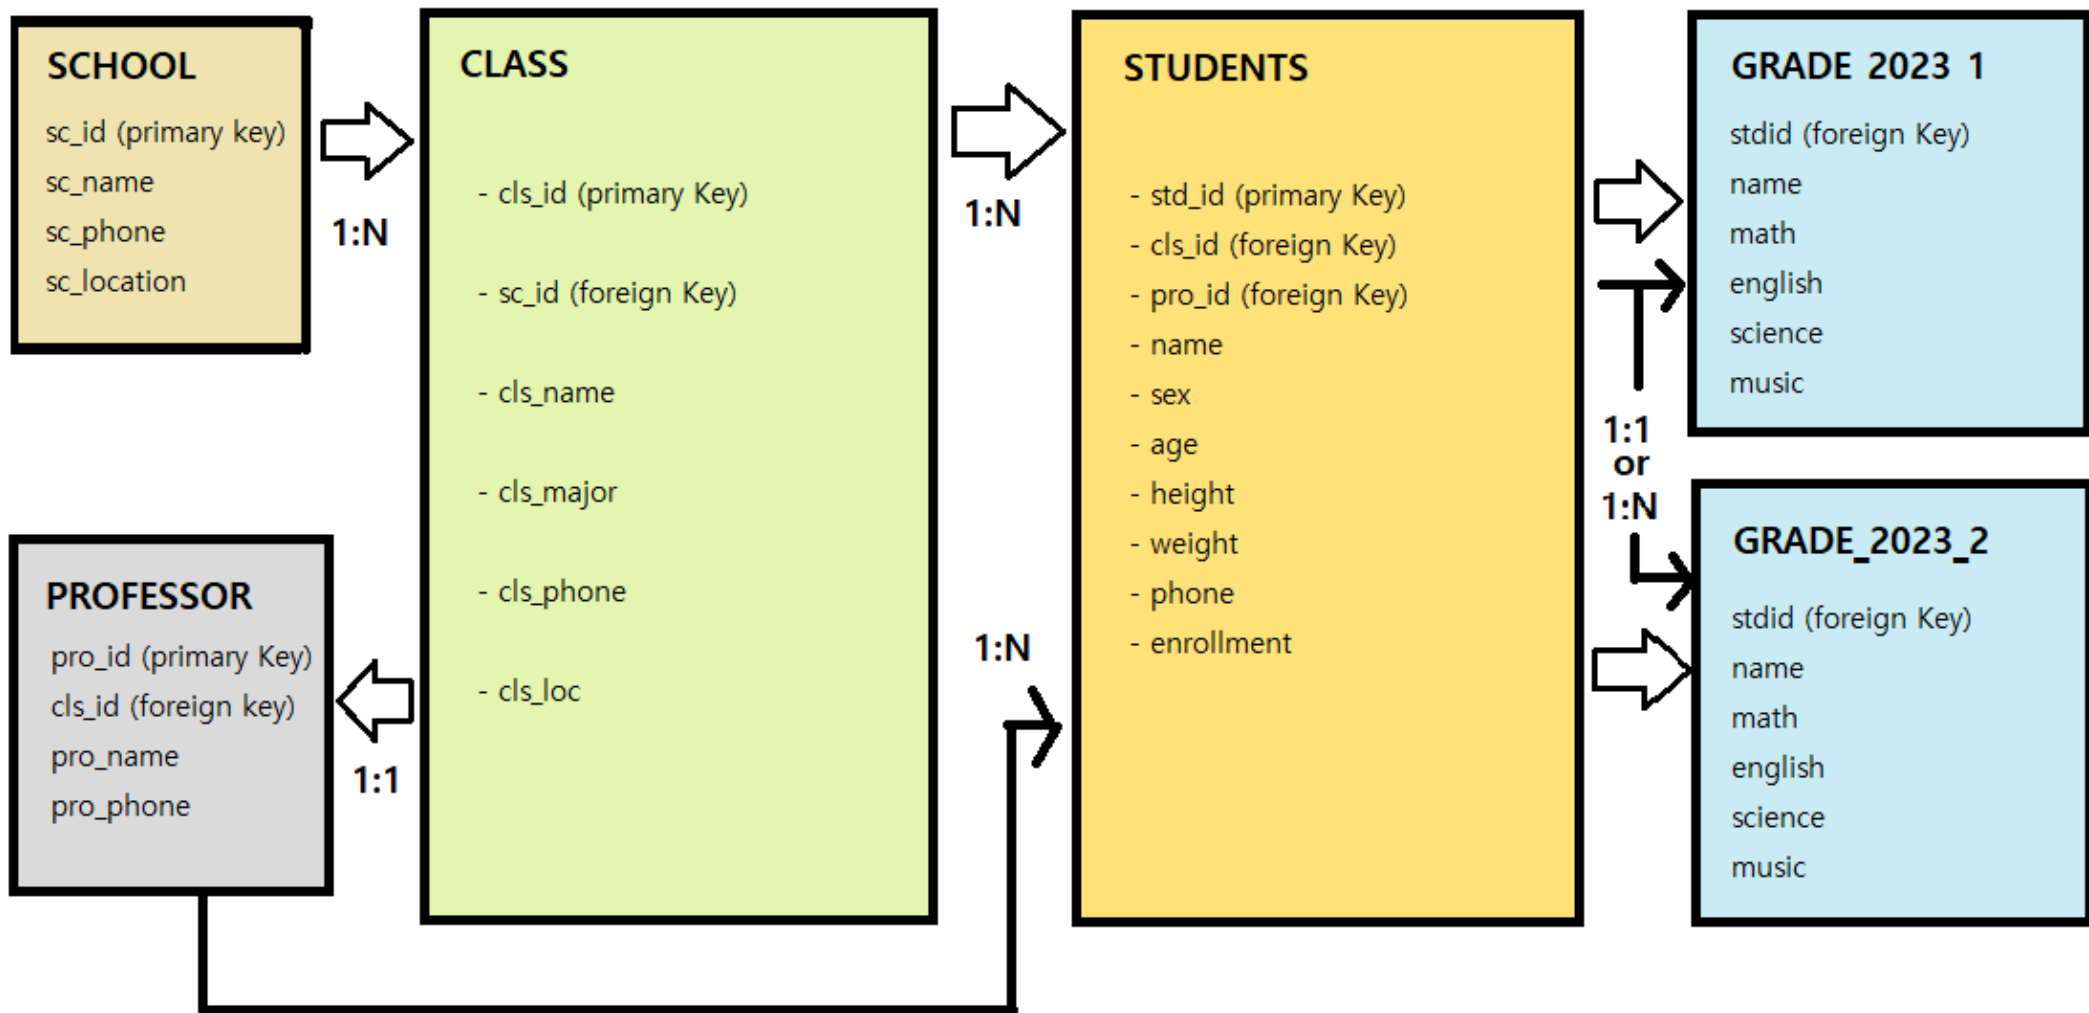 SCHOOL
sc_id (primary key)
sc_name
sc_phone
sc_location
1:N
CLASS
- cls_id (primary Key)
- sc_id (foreign Key)
- cls_name
- cls_major
- cls_phone
- cls_loc
1:N
STUDENTS
- std_id (primary Key)
- cls_id (foreign Key)
- pro_id (foreign Key)
- name
- sex
- age
- height
- weight
- phone
- enrollment
GRADE 2023 1
stdid (foreign Key)
name
math
english
science
music
1:1
or
1:N
GRADE_2023_2
stdid (foreign Key)
name
math
english
science
music
PROFESSOR
pro_id (primary Key)
cls_id (foreign key)
pro_name
pro_phone
1:1
1:N